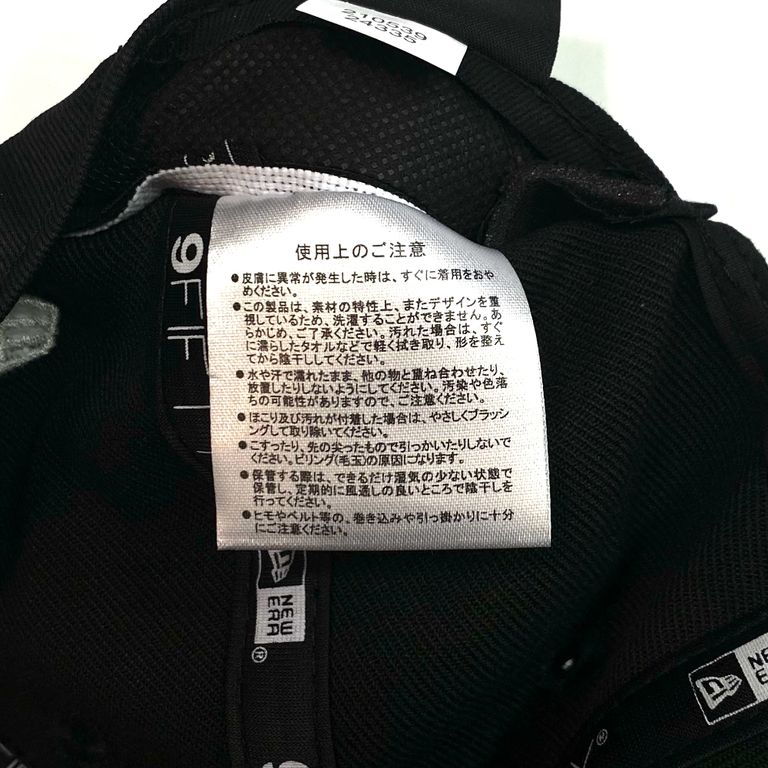 210539
24335
9FIFT
使用上のご注意
●皮膚に異常が発生した時は、すぐに着用をおや
めください。
●この製品は、素材の特性上、またデザインを重
視しているため、洗濯することができません。あ
らかじめ、ご了承ください。汚れた場合は、すぐ
に濡らしたタオルなどで軽く拭き取り、形を整え
てから陰干ししてください。
●水や汗で濡れたまま、他の物と重ね合わせたり、
放置したりしないようにしてください。汚染や色落
ちの可能性がありますので、ご注意ください。
●ほこり及び汚れが付着した場合は、やさしくブラッシ
ングして取り除いてください。
●こすったり、先の尖ったもので引っかいたりしないで
ください。ピリング(毛玉)の原因になります。
●保管する際は、できるだけ湿気の少ない状態で
保管し、定期的に風通しの良いところで陰干しを
行ってください。
●ヒモやベルト等の、巻き込みや引っ掛かりに十分
にご注意ください。
NEW
ERA
®
NE
E